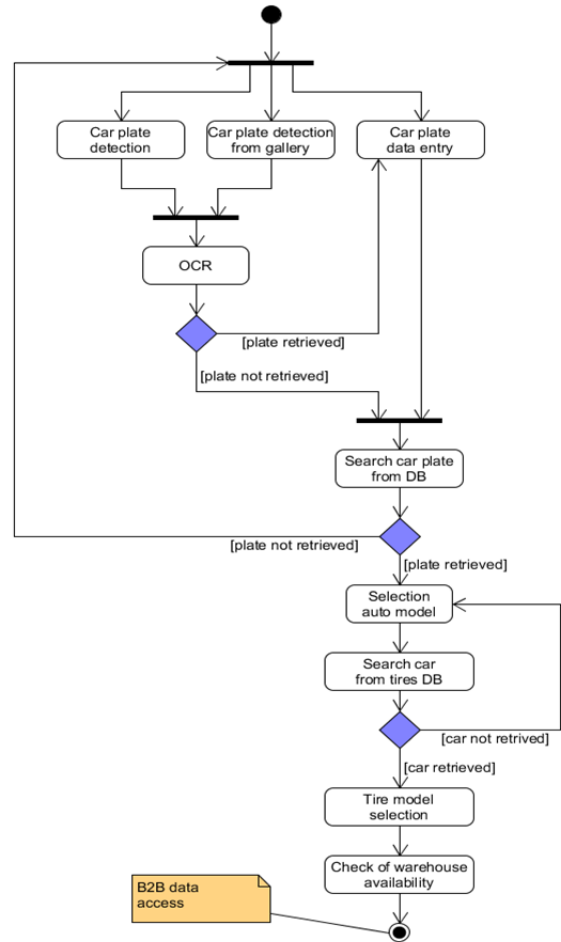 Car plate
detection
Car plate detection
from gallery
Car plate
data entry
OCR
[plate retrieved]
[plate not retrieved]
Search car plate
from DB
[plate not retrieved]
[plate retrieved]
Selection
auto model
Search car
from tires DB
[car not retrived]
[car retrieved]
Tire model
selection
Check of warehouse
availability
B2B data
access